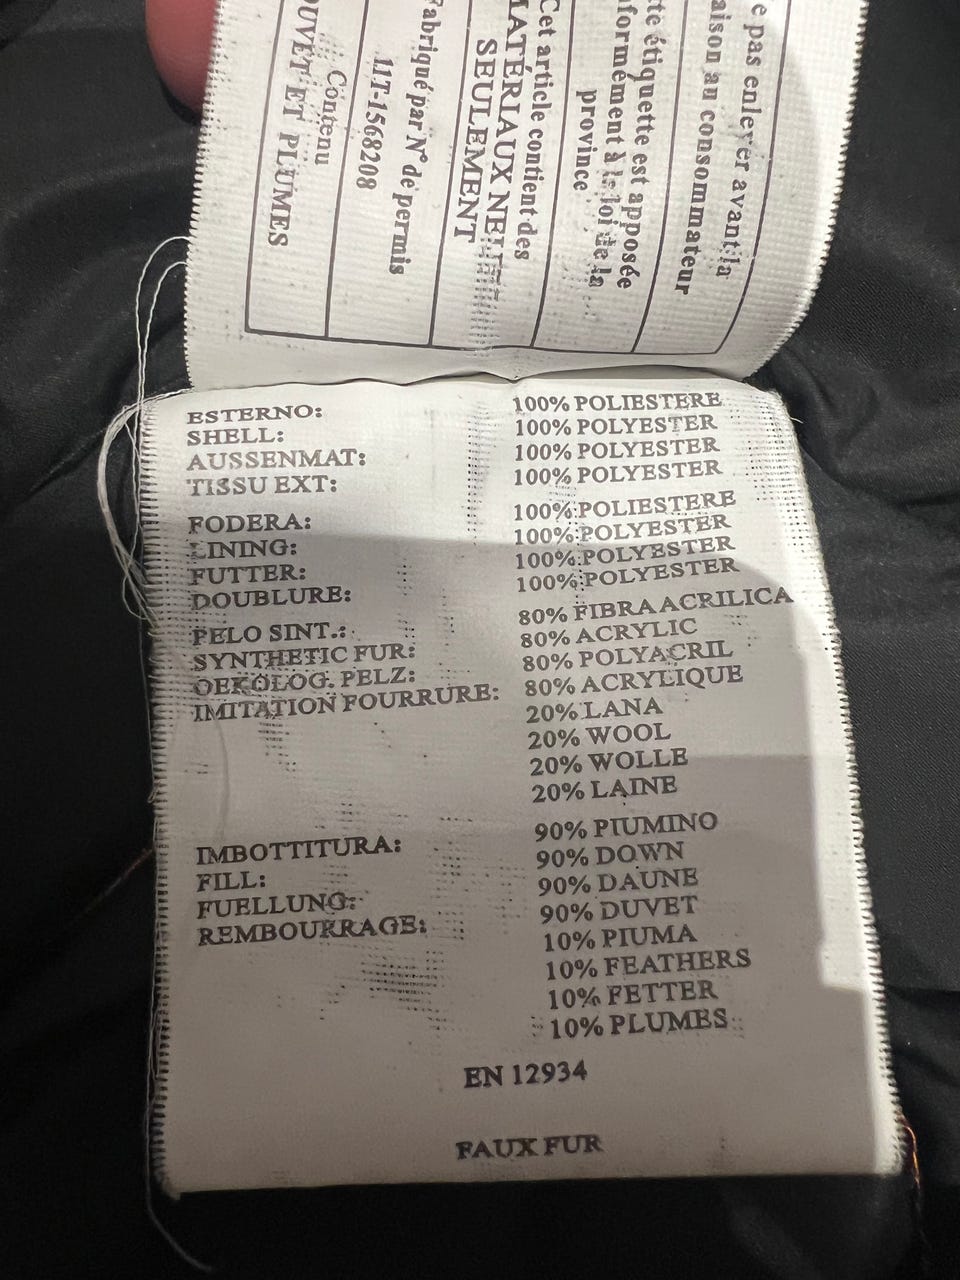 e pas enlever avant la
aison au consommateur
te étiquette est apposée
formément à la loi de la
province
Cet article contient des
MATÉRIAUX NEUFS
SEULEMENT
Fabriqué par N° de permis
11T-1568208
Contenu
DUVET ET PLUMES
ESTERNO: 100% POLIESTERE
SHELL: 100% POLYESTER
AUSSENMAT: 100% POLYESTER
TISSU EXT: 100% POLYESTER
FODERA: 100% POLIESTERE
LINING: 100% POLYESTER
FUTTER: 100% POLYESTER
DOUBLURE: 100% POLYESTER
PELO SINT.: 80% FIBRA ACRILICA
SYNTHETIC FUR: 80% ACRYLIC
OEKOLOG. PELZ: 80% POLYACRIL
IMITATION FOURRURE: 80% ACRYLIQUE
20% LANA
20% WOOL
20% WOLLE
20% LAINE
IMBOTTITURA: 90% PIUMINO
FILL: 90% DOWN
FUELLUNG: 90% DAUNE
REMBOURRAGE: 90% DUVET
10% PIUMA
10% FEATHERS
10% FETTER
10% PLUMES
EN 12934
FAUX FUR